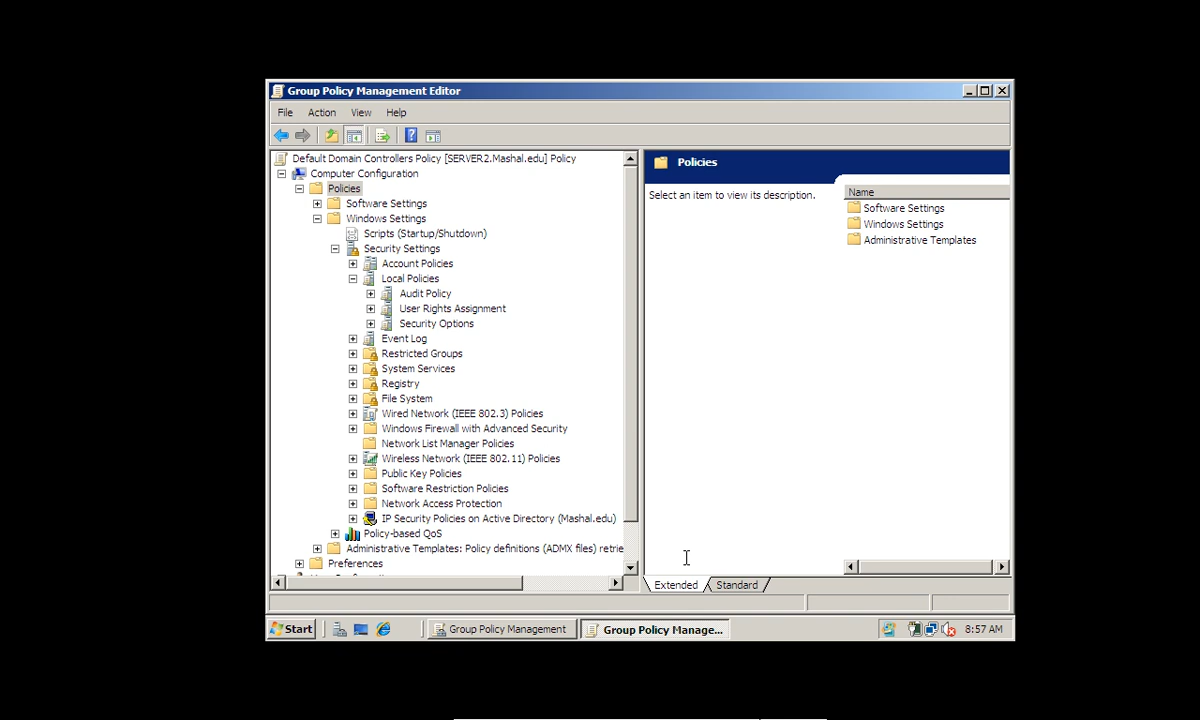 Group Policy Management Editor
File Action View Help
Default Domain Controllers Policy [SERVER2.Mashal.edu] Policy
Computer Configuration
Policies
Software Settings
Windows Settings
Scripts (Startup/Shutdown)
Security Settings
Account Policies
Local Policies
Audit Policy
User Rights Assignment
Security Options
Event Log
Restricted Groups
System Services
Registry
File System
Wired Network (IEEE 802.3) Policies
Windows Firewall with Advanced Security
Network List Manager Policies
Wireless Network (IEEE 802.11) Policies
Public Key Policies
Software Restriction Policies
Network Access Protection
IP Security Policies on Active Directory (Mashal.edu)
Policy-based QoS
Administrative Templates: Policy definitions (ADMX files) retrie
Preferences
Policies
Select an item to view its description.
Name
Software Settings
Windows Settings
Administrative Templates
Extended Standard
Start Group Policy Management Group Policy Manage... 8:57 AM